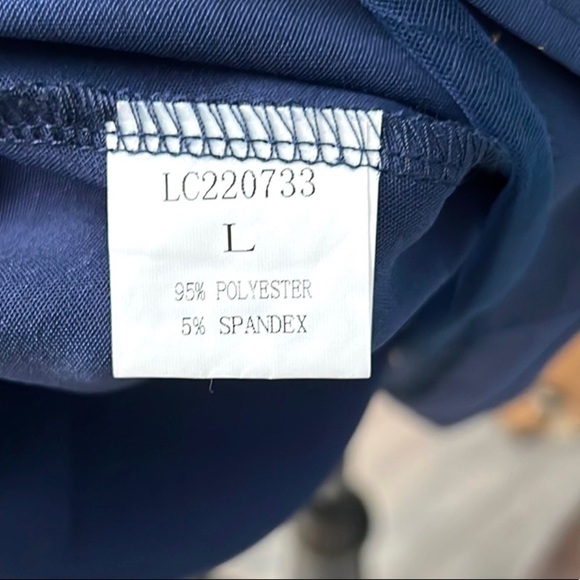 LC220733
L
95% POLYESTER
5% SPANDEX